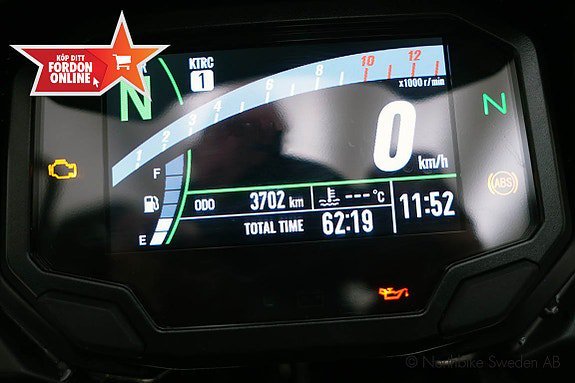 KÖP DITT
FORDON
ONLINE
KTRC
1
N
1 2 3 4 6 8 10 12
x1000 r/min
0
km/h
N
ABS
F
E
ODO 3702 km
--- °C
11:52
TOTAL TIME 62:19
© Northbike Sweden AB